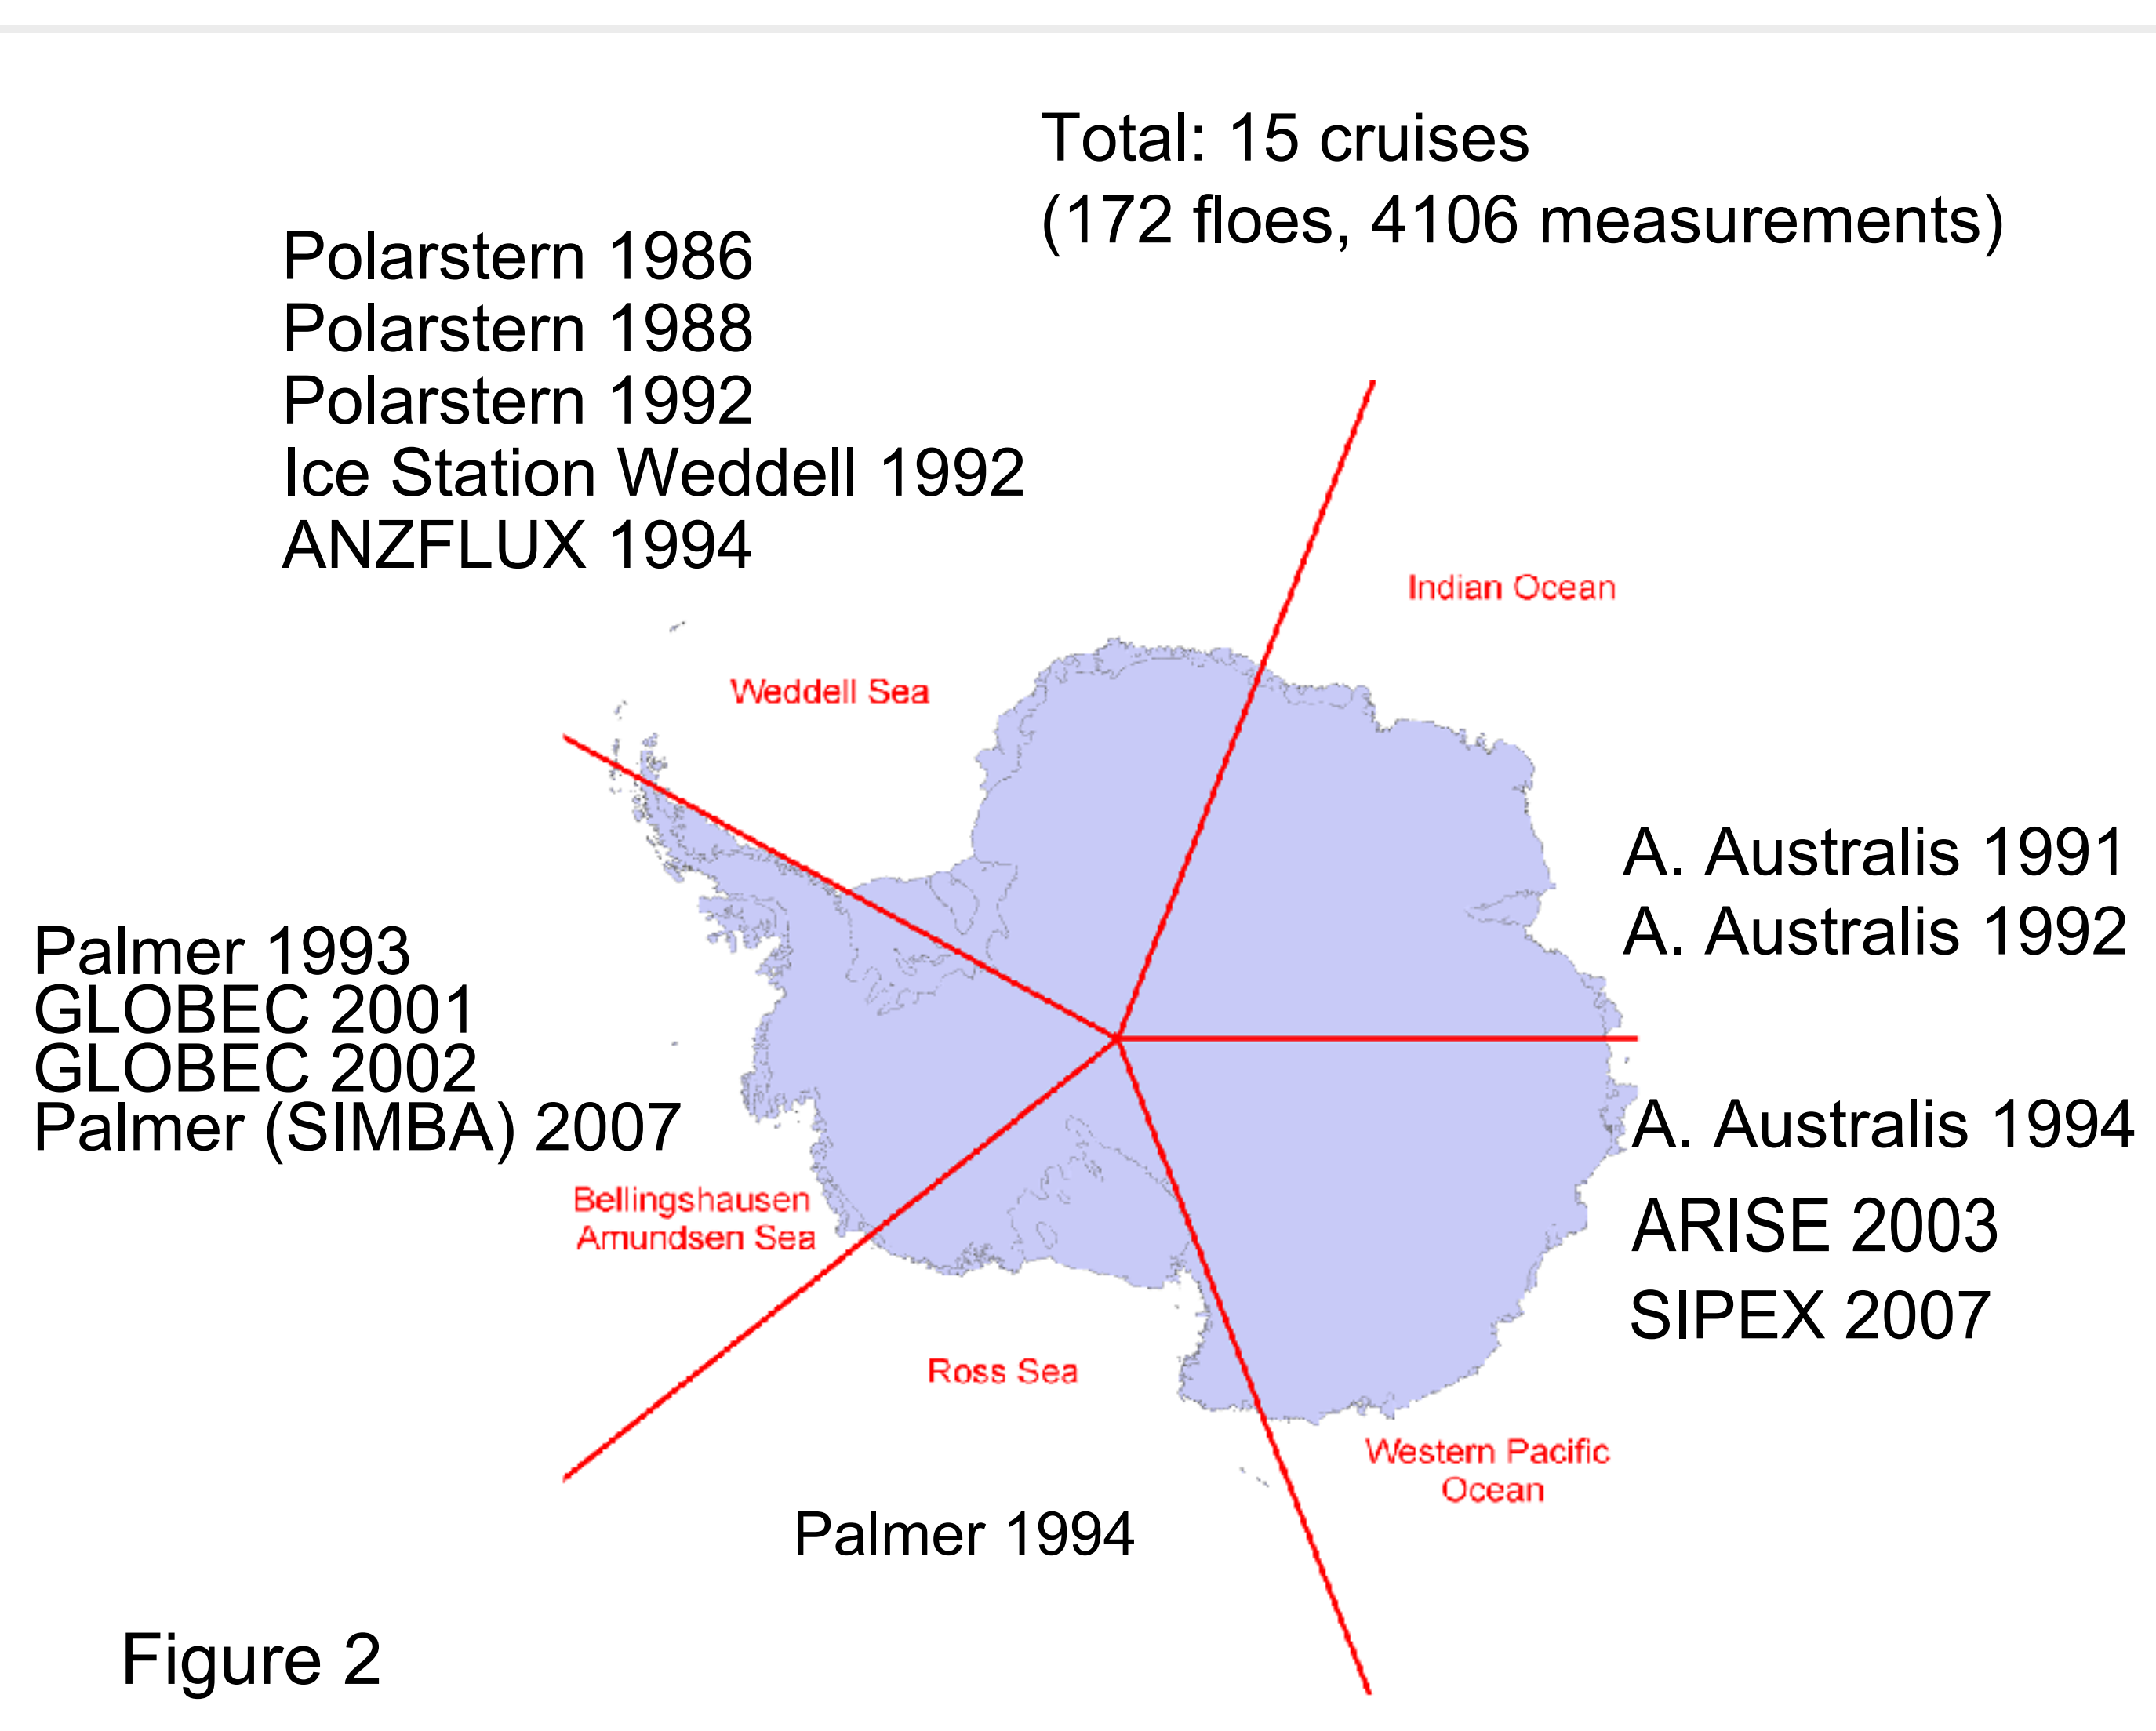 Total: 15 cruises
(172 floes, 4106 measurements)
Polarstern 1986
Polarstern 1988
Polarstern 1992
Ice Station Weddell 1992
ANZFLUX 1994
Indian Ocean
Weddell Sea
A. Australis 1991
A. Australis 1992
Palmer 1993
GLOBEC 2001
GLOBEC 2002
Palmer (SIMBA) 2007
A. Australis 1994
ARISE 2003
SIPEX 2007
Bellingshausen
Amundsen Sea
Ross Sea
Western Pacific
Ocean
Palmer 1994
Figure 2